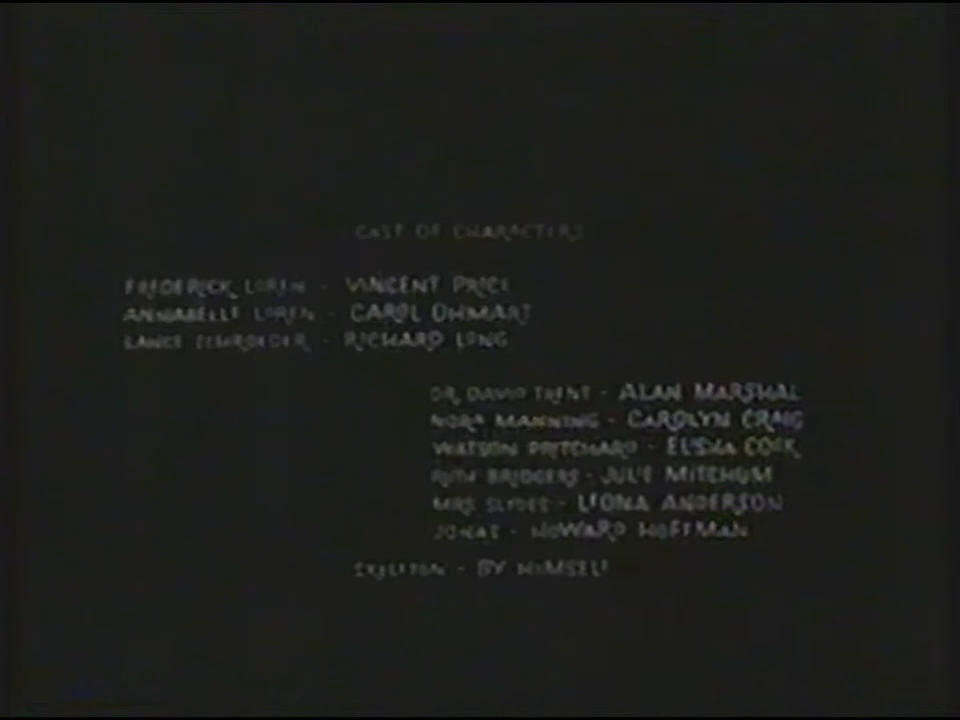 CAST OF CHARACTERS
FREDERICK LOREN - VINCENT PRICE
ANNABELLE LOREN - CAROL OHMART
LANCE SCHROEDER - RICHARD LONG
DR. DAVID TRENT - ALAN MARSHAL
NORA MANNING - CAROLYN CRAIG
WATSON PRITCHARD - ELISHA COOK
RUTH BRIDGERS - JULIE MITCHUM
MRS. SLYDES - LEONA ANDERSON
JONAS - HOWARD HOFFMAN
SKELETON - BY HIMSELF